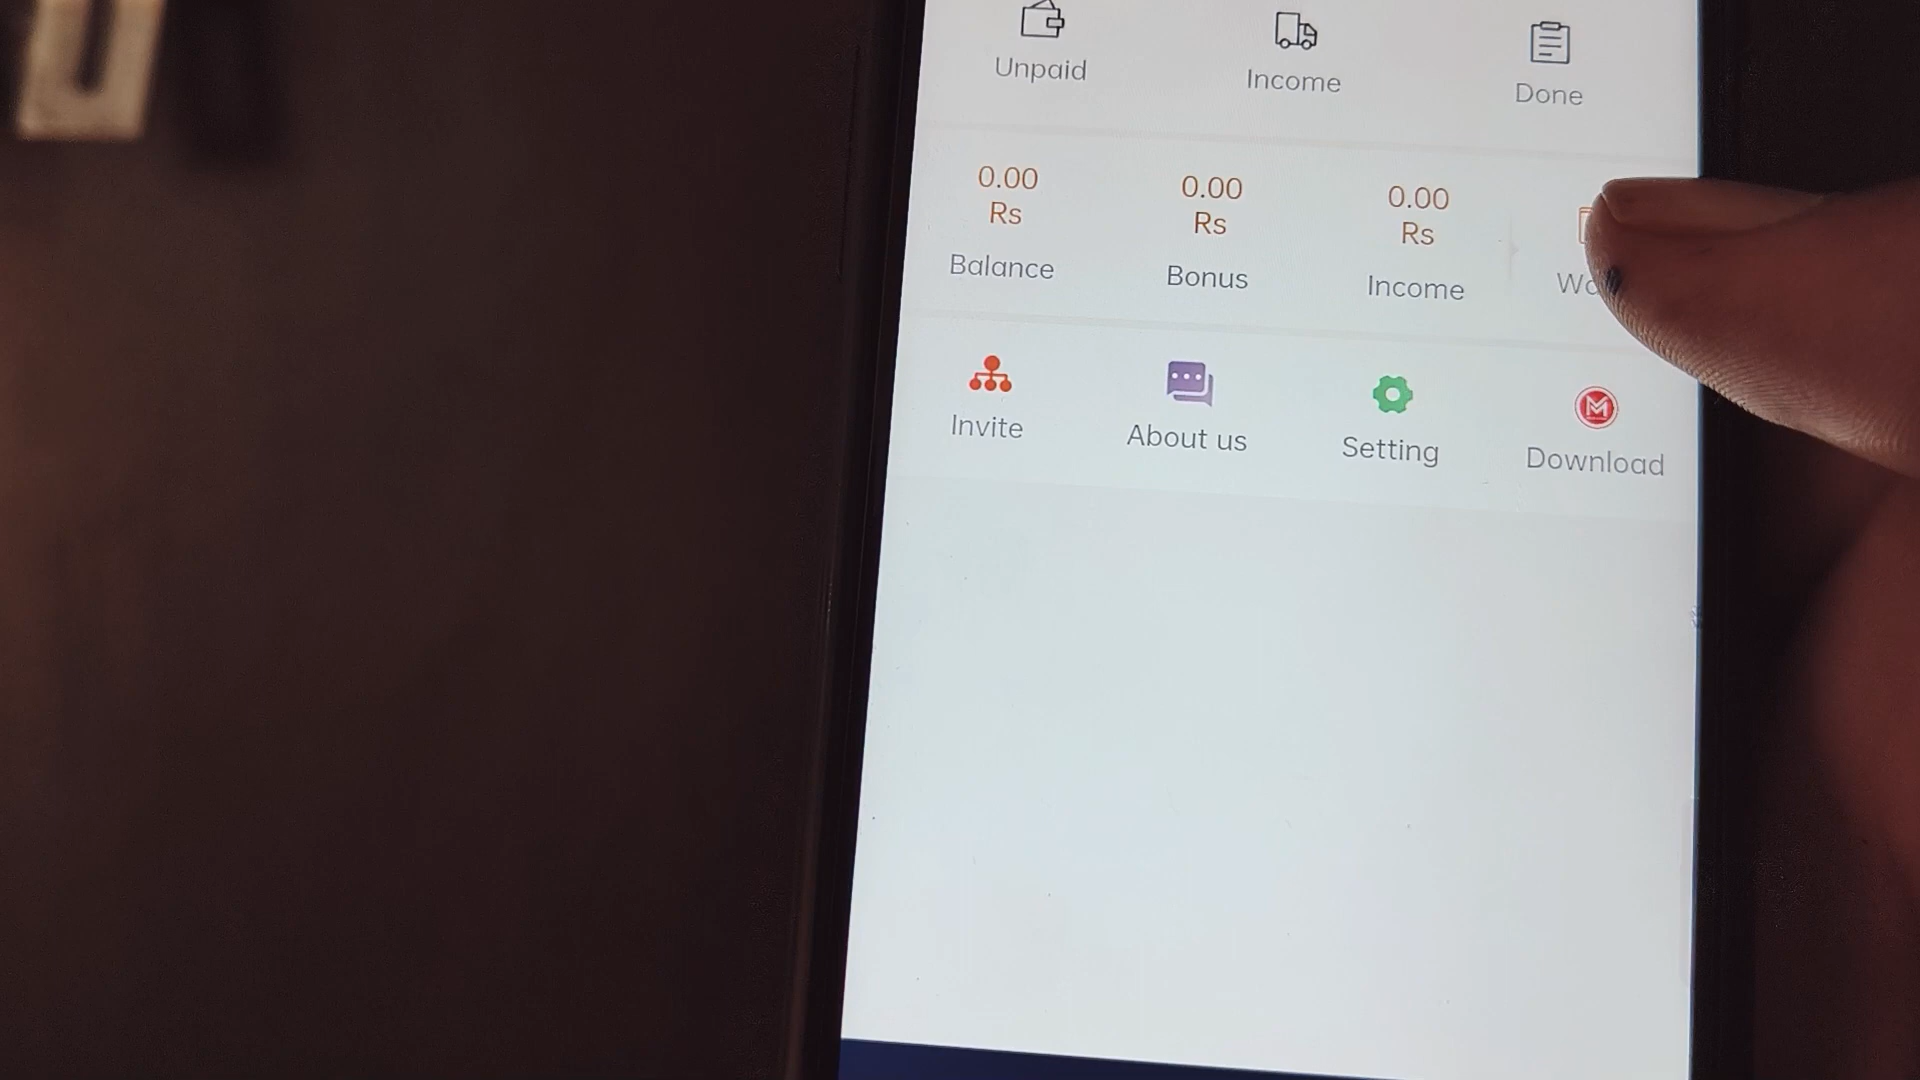 Unpaid Income Done
0.00 0.00 0.00
Rs Rs Rs
Balance Bonus Income
Invite About us Setting Download